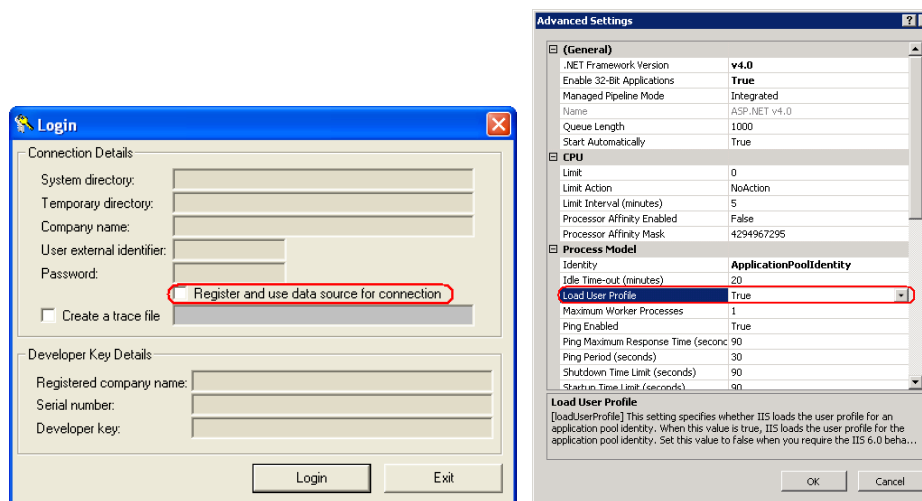 Login
Connection Details
System directory:
Temporary directory:
Company name:
User external identifier:
Password:
Register and use data source for connection
Create a trace file
Developer Key Details
Registered company name:
Serial number:
Developer key:
Login Exit
Advanced Settings ?
(General)
.NET Framework Version v4.0
Enable 32-Bit Applications True
Managed Pipeline Mode Integrated
Name ASP.NET v4.0
Queue Length 1000
Start Automatically True
CPU
Limit 0
Limit Action NoAction
Limit Interval (minutes) 5
Processor Affinity Enabled False
Processor Affinity Mask 4294967295
Process Model
Identity ApplicationPoolIdentity
Idle Time-out (minutes) 20
Load User Profile True
Maximum Worker Processes 1
Ping Enabled True
Ping Maximum Response Time (seconc 90
Ping Period (seconds) 30
Shutdown Time Limit (seconds) 90
Startup Time Limit (seconds) 90
Load User Profile
[loadUserProfile] This setting specifies whether IIS loads the user profile for an
application pool identity. When this value is true, IIS loads the user profile for the
application pool identity. Set this value to false when you require the IIS 6.0 beha...
OK Cancel